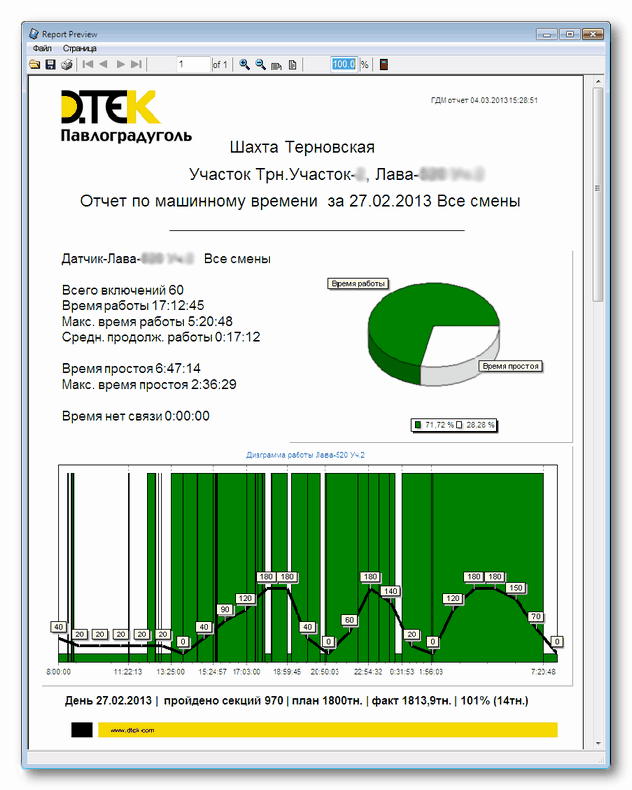 Report Preview
Файл Страница
1 of 1 100.0 %
ДТЕК
Павлоградуголь
ГДМ отчет 04.03.2013 15:28:51
Шахта Терновская
Участок Трн.Участок- , Лава-
Отчет по машинному времени за 27.02.2013 Все смены
Датчик-Лава- Все смены
Всего включений 60
Время работы 17:12:45
Макс. время работы 5:20:48
Средн. продолж. работы 0:17:12
Время простоя 6:47:14
Макс. время простоя 2:36:29
Время нет связи 0:00:00
Время работы
Время простоя
71,72 % 28,28 %
Диаграмма работы Лава-520 Уч.2
40 20 20 20 20 20 0 40 90 120 180 180 40 0 60 180 140 20 0 120 180 180 150 70 0
8:00:00 11:22:13 13:25:00 15:24:57 17:03:00 18:59:45 20:50:03 22:54:32 0:31:53 1:56:03 7:23:48
День 27.02.2013 | пройдено секций 970 | план 1800тн. | факт 1813,9тн. | 101% (14тн.)
www.dtek.com